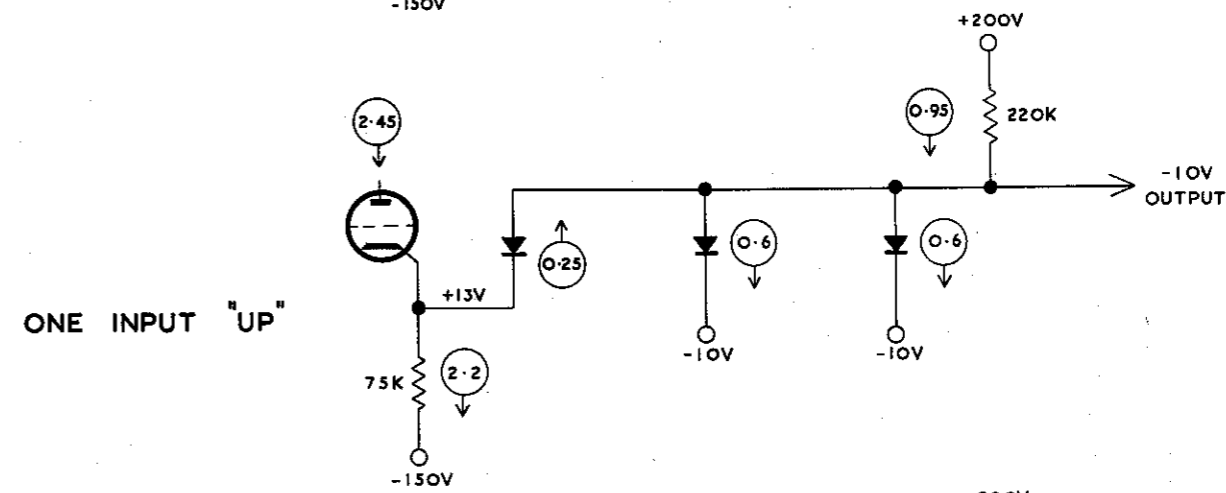 -150V
+200V
2·45
0·95
220K
-10V
OUTPUT
0·25
0·6
0·6
+13V
ONE INPUT "UP"
-10V
-10V
75K
2·2
-150V